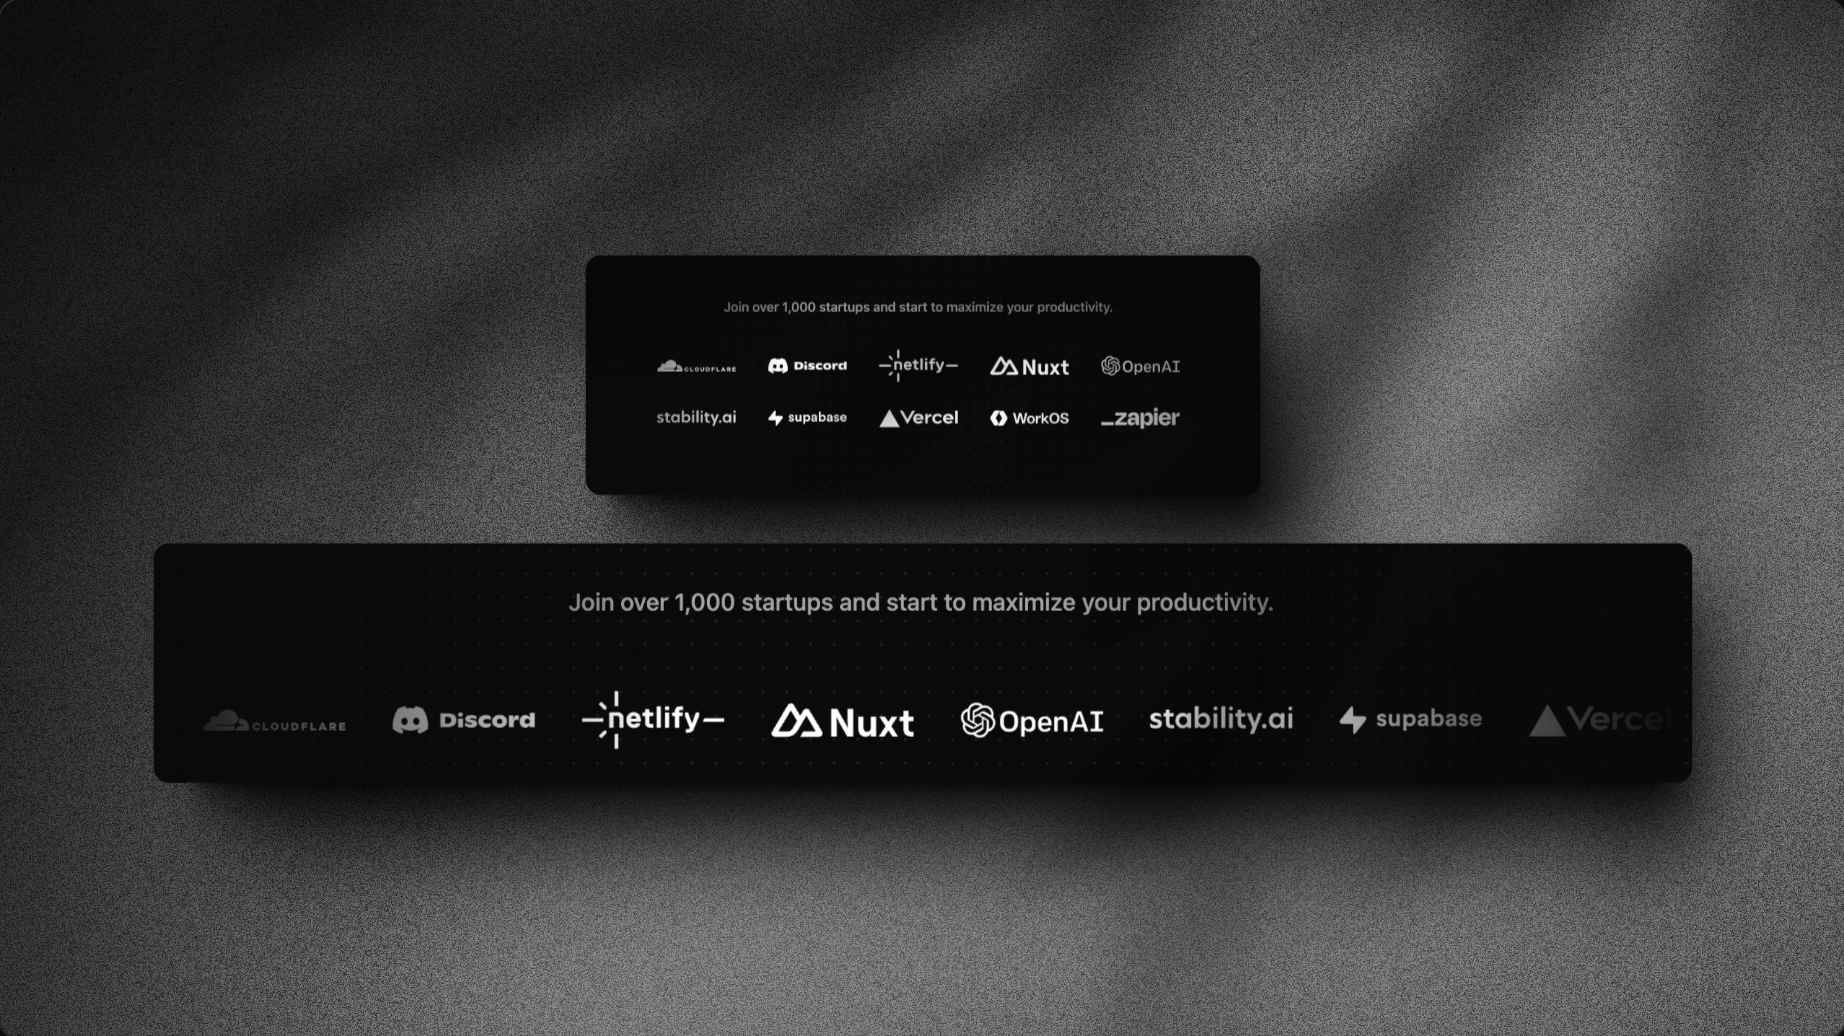 Join over 1,000 startups and start to maximize your productivity.
CLOUDFLARE Discord netlify Nuxt OpenAI
stability.ai supabase Vercel WorkOS _zapier
Join over 1,000 startups and start to maximize your productivity.
CLOUDFLARE Discord netlify Nuxt OpenAI stability.ai supabase Vercel